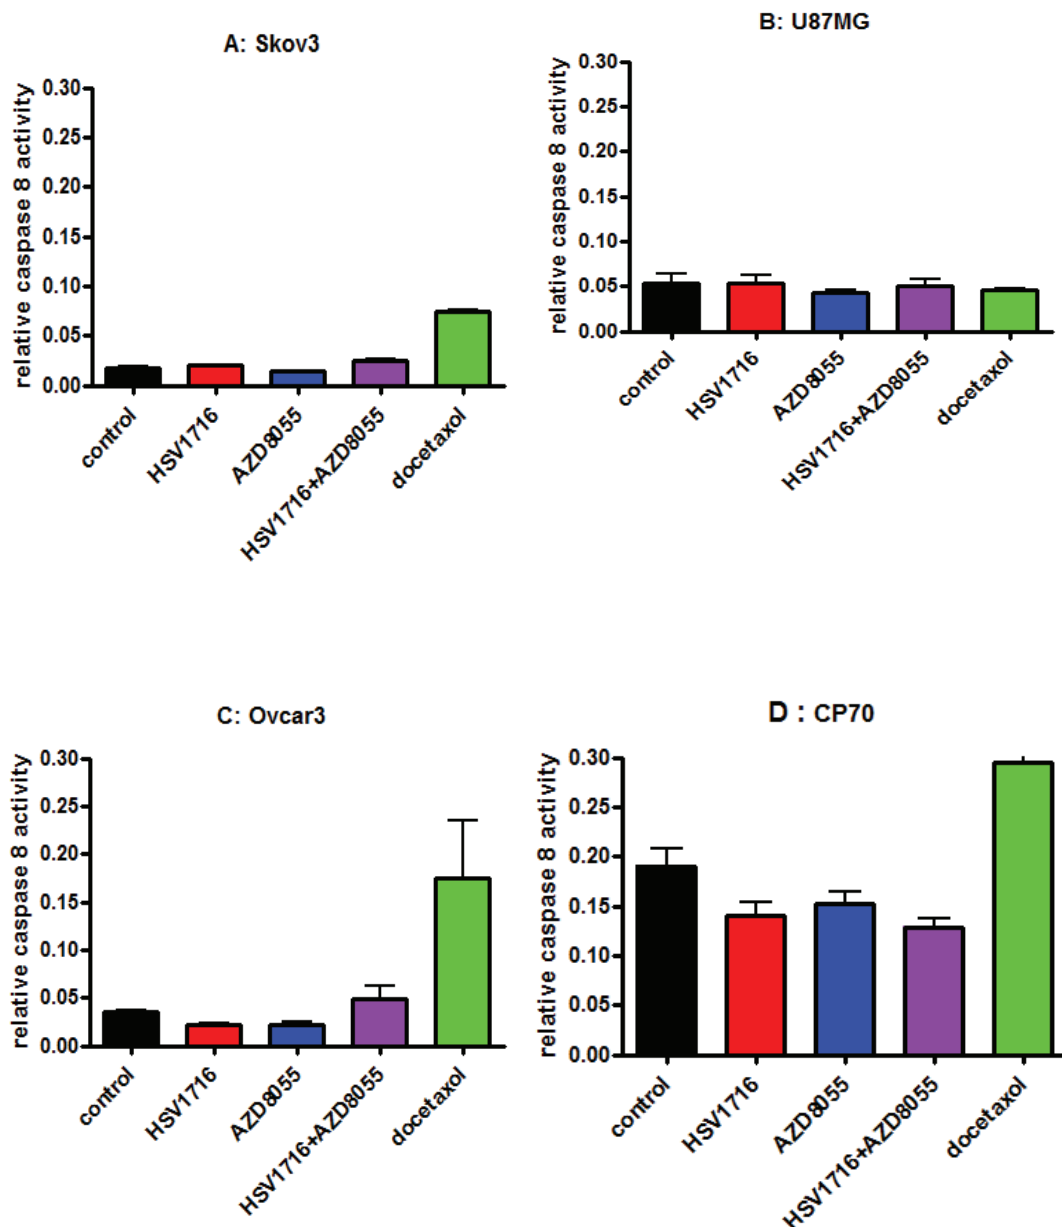 A: Skov3
relative caspase 8 activity
0.30
0.25
0.20
0.15
0.10
0.05
0.00
control
HSV1716
AZD8055
HSV1716+AZD8055
docetaxol
B: U87MG
relative caspase 8 activity
0.30
0.25
0.20
0.15
0.10
0.05
0.00
control
HSV1716
AZD8055
HSV1716+AZD8055
docetaxol
C: Ovcar3
relative caspase 8 activity
0.30
0.25
0.20
0.15
0.10
0.05
0.00
control
HSV1716
AZD8055
HSV1716+AZD8055
docetaxol
D : CP70
relative caspase 8 activity
0.30
0.25
0.20
0.15
0.10
0.05
0.00
control
HSV1716
AZD8055
HSV1716+AZD8055
docetaxol